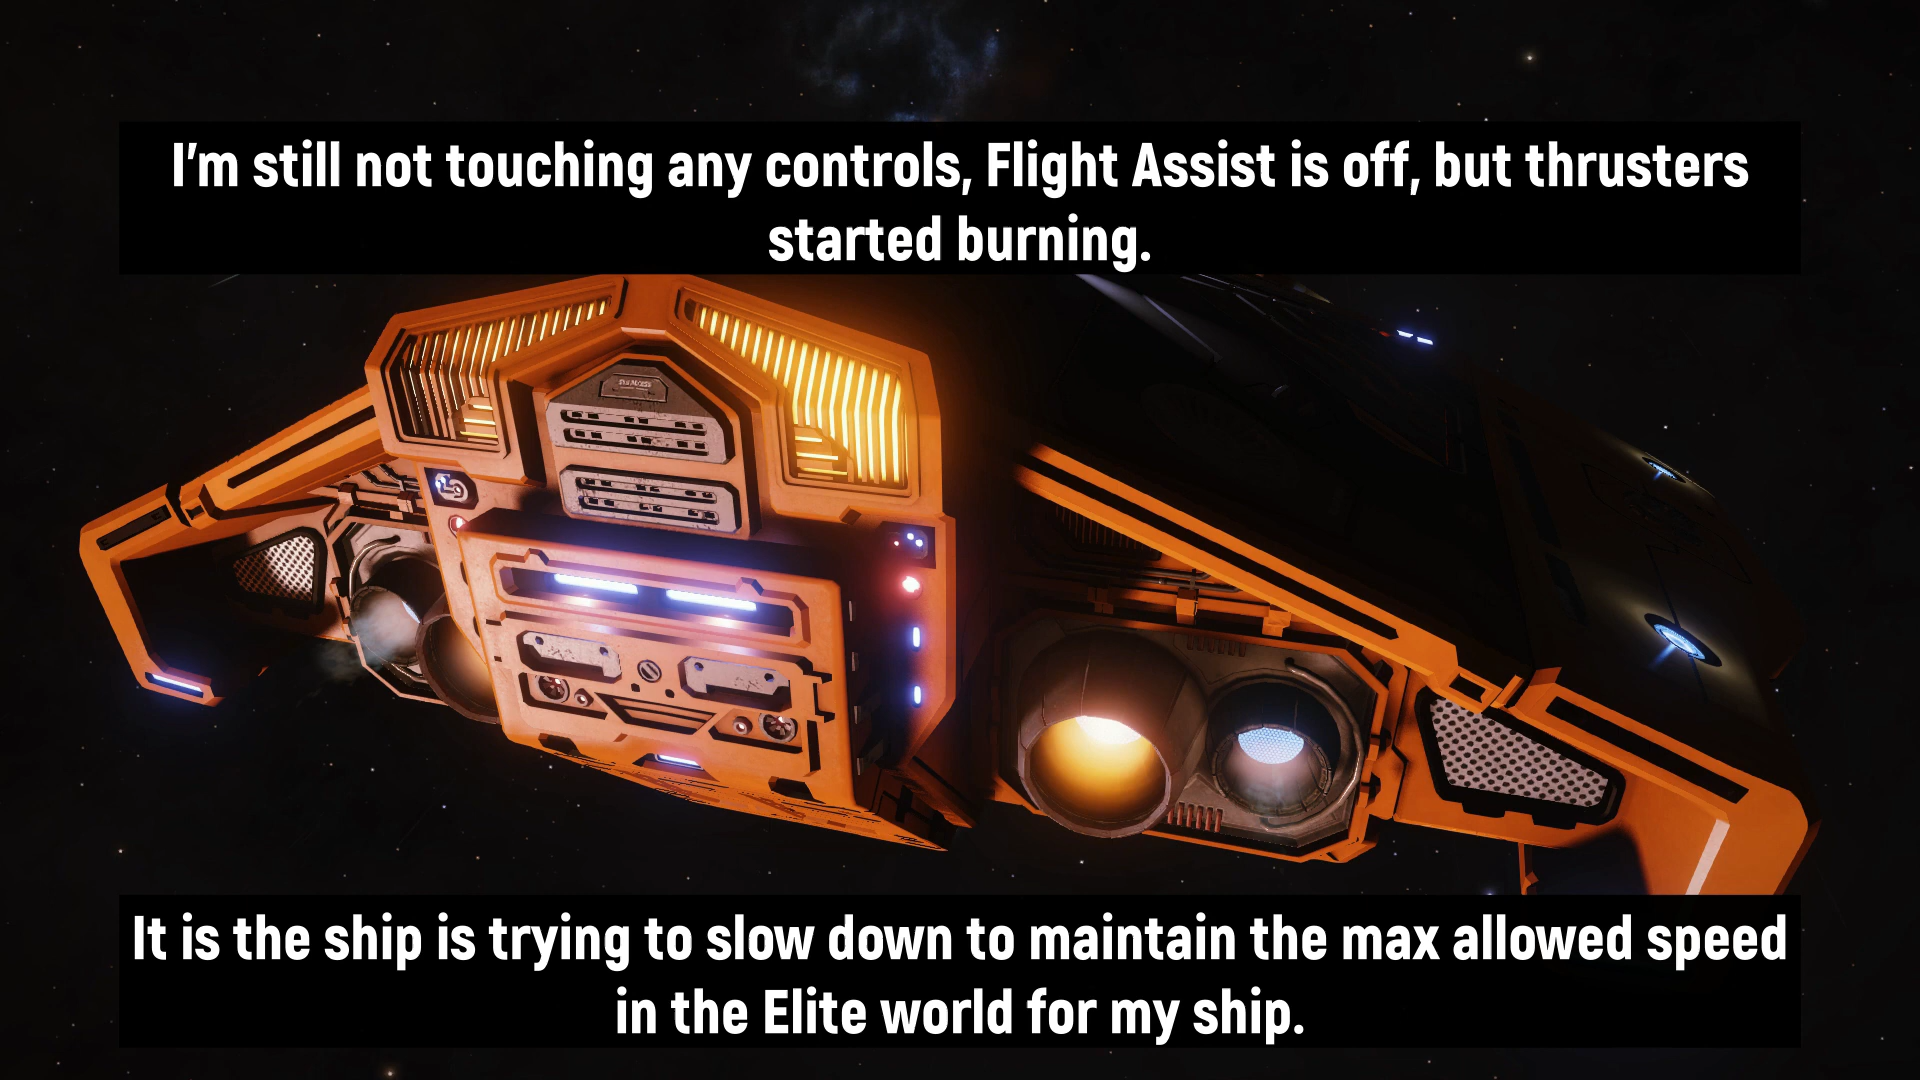 I'm still not touching any controls, Flight Assist is off, but thrusters
started burning.
It is the ship is trying to slow down to maintain the max allowed speed
in the Elite world for my ship.